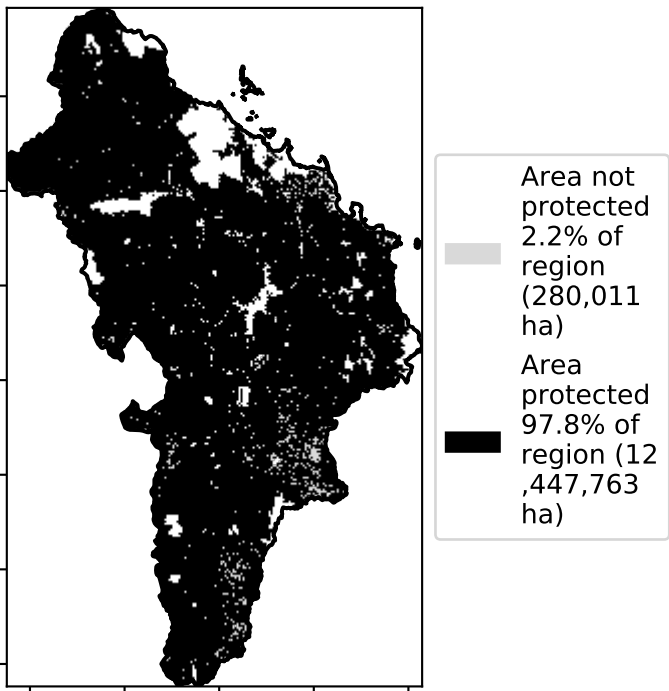 Area not
protected
2.2% of
region
(280,011
ha)
Area
protected
97.8% of
region (12
,447,763
ha)